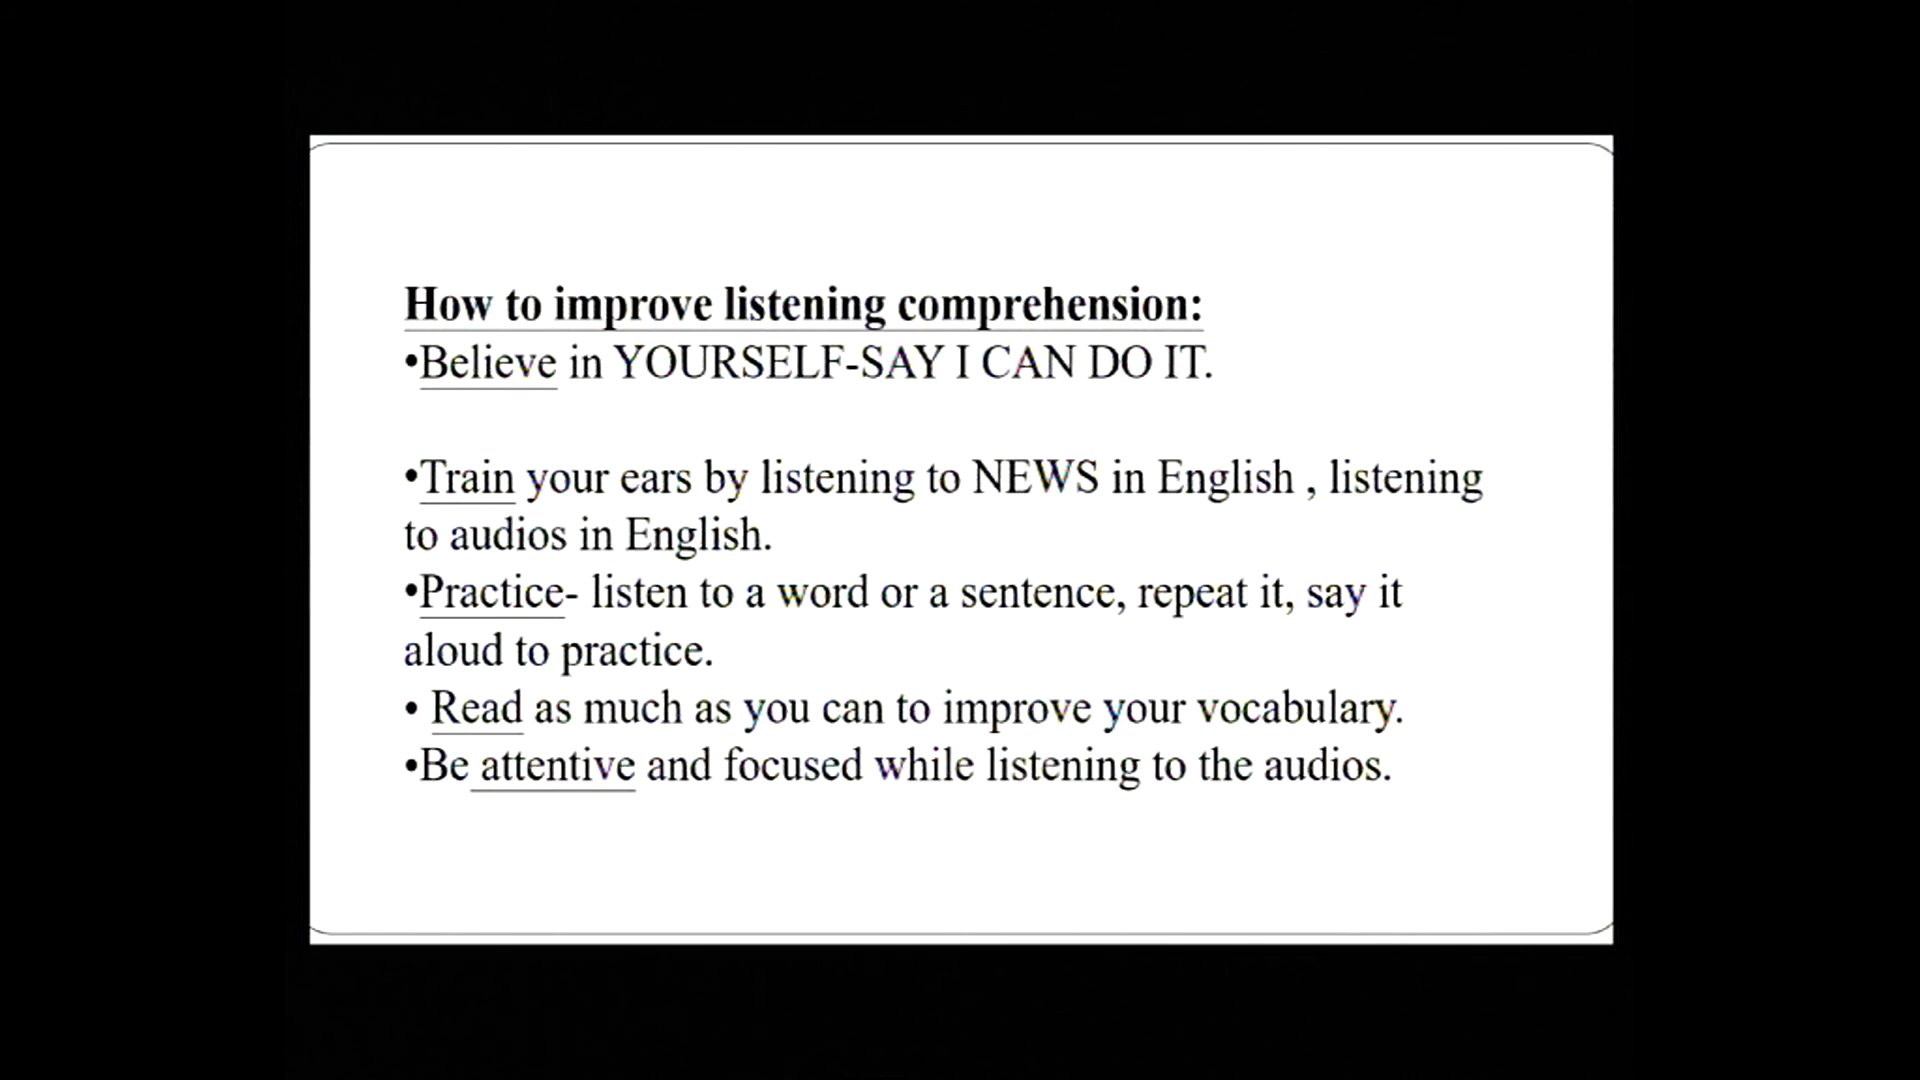 How to improve listening comprehension:
•Believe in YOURSELF-SAY I CAN DO IT.
•Train your ears by listening to NEWS in English , listening
to audios in English.
•Practice- listen to a word or a sentence, repeat it, say it
aloud to practice.
• Read as much as you can to improve your vocabulary.
•Be attentive and focused while listening to the audios.